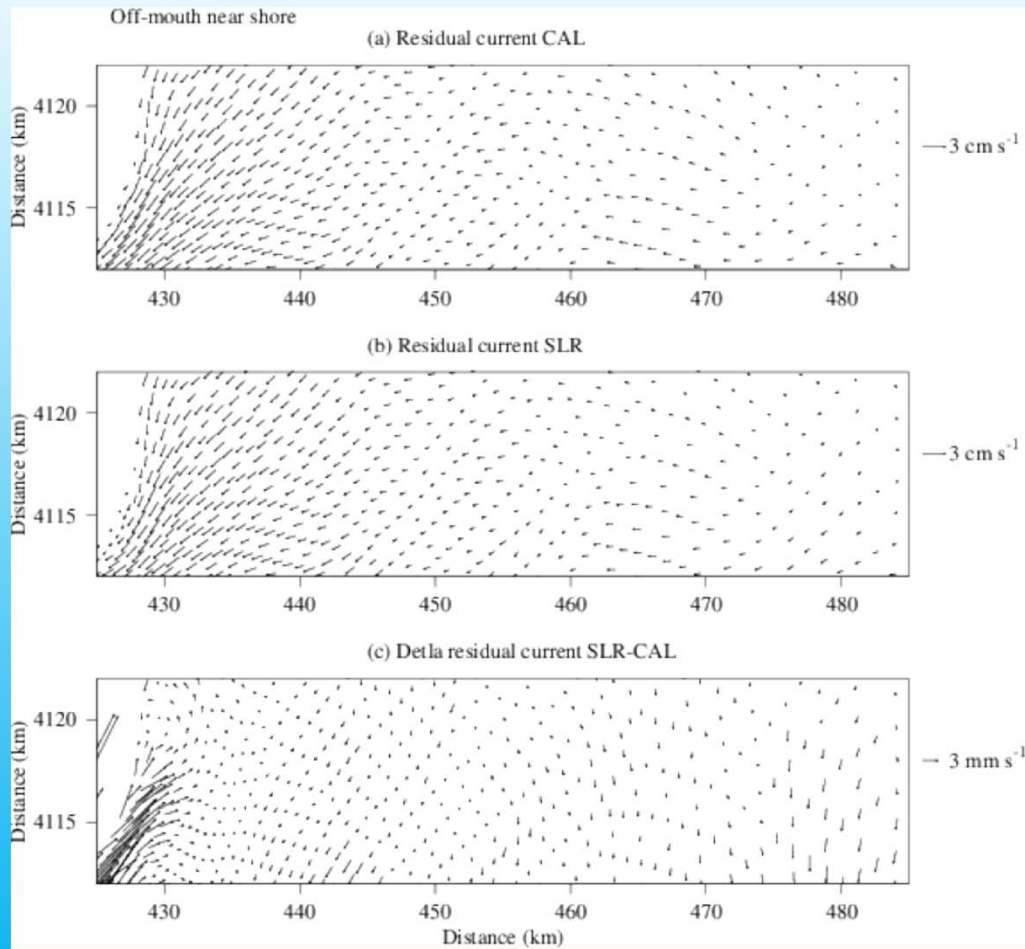 Off-mouth near shore
(a) Residual current CAL
Distance (km)
4120
4115
3 cm s-1
430 440 450 460 470 480
(b) Residual current SLR
Distance (km)
4120
4115
3 cm s-1
430 440 450 460 470 480
(c) Detla residual current SLR-CAL
Distance (km)
4120
4115
3 mm s-1
430 440 450 460 470 480
Distance (km)